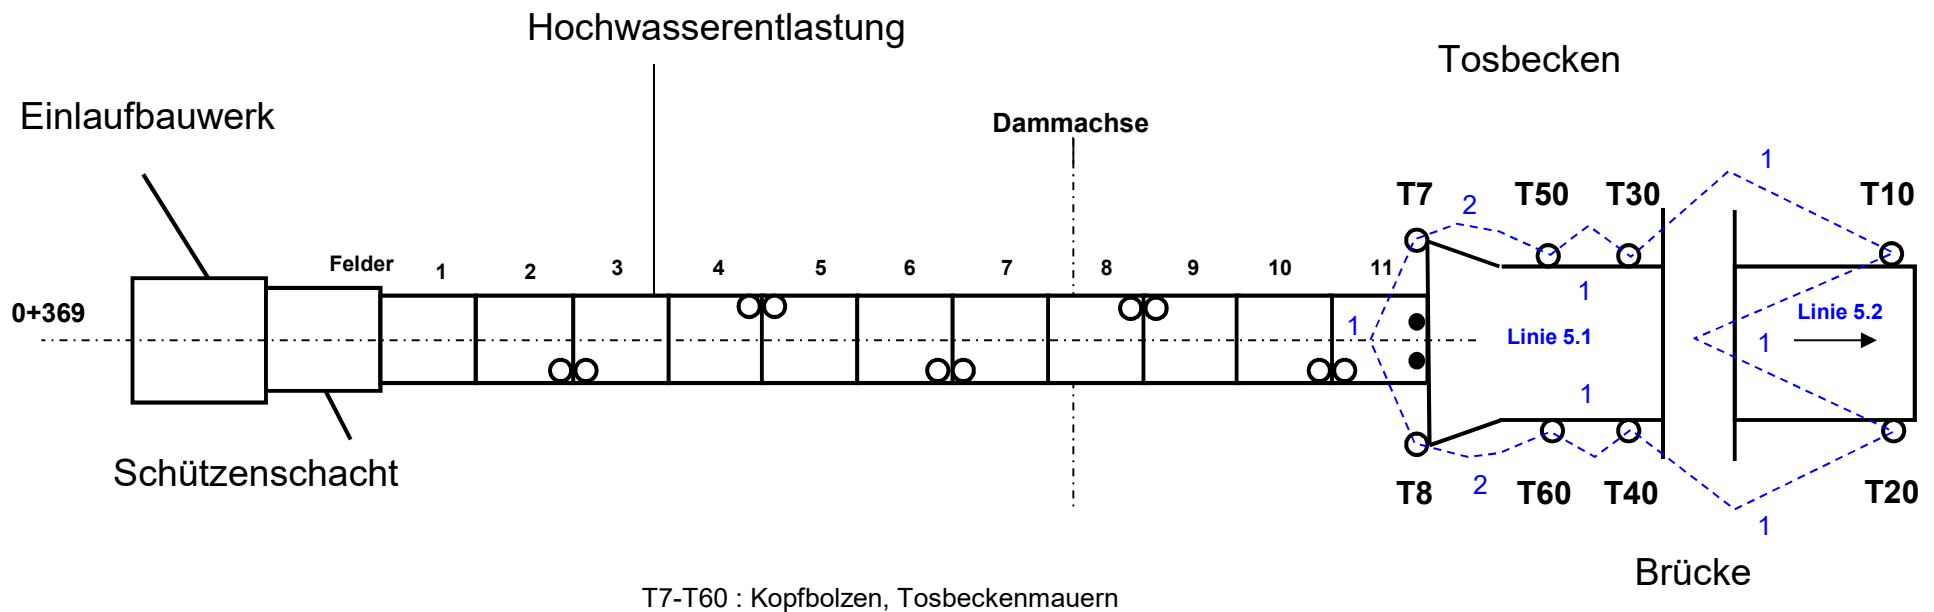 Hochwasserentlastung
Tosbecken
Einlaufbauwerk
Dammachse
1
T7 2 T50 T30 T10
Felder 1 2 3 4 5 6 7 8 9 10 11
1
0+369
1 Linie 5.1 1 Linie 5.2
1
Schützenschacht
T8 2 T60 T40 T20
1
Brücke
T7-T60 : Kopfbolzen, Tosbeckenmauern